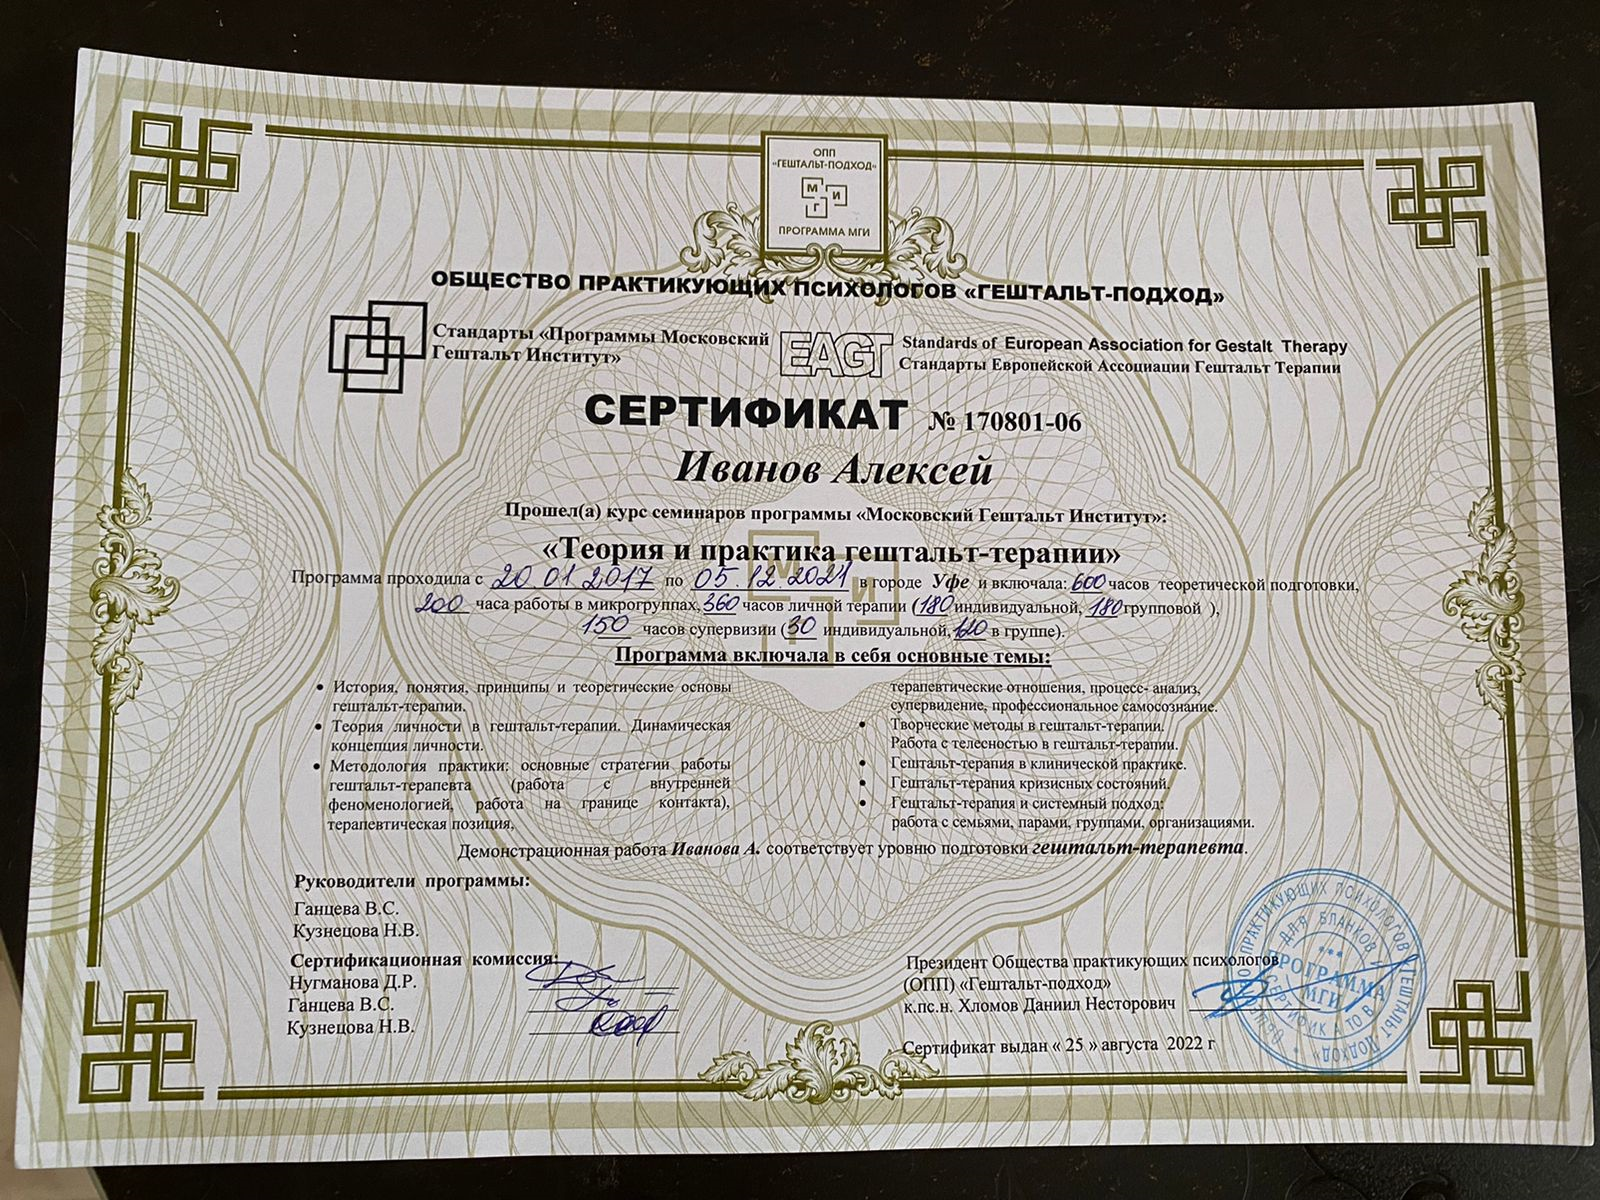 ОПП
«ГЕШТАЛЬТ-ПОДХОД»
М
И
Г
ПРОГРАММА МГИ
ОБЩЕСТВО ПРАКТИКУЮЩИХ ПСИХОЛОГОВ «ГЕШТАЛЬТ-ПОДХОД»
Стандарты «Программы Московский
Гештальт Институт»
EAGT
Standards of European Association for Gestalt Therapy
Стандарты Европейской Ассоциации Гештальт Терапии
СЕРТИФИКАТ № 170801-06
Иванов Алексей
Прошел(а) курс семинаров программы «Московский Гештальт Институт»:
«Теория и практика гештальт-терапии»
Программа проходила с 20.01.2017 по 05.12.2021 в городе Уфе и включала: 600 часов теоретической подготовки,
200 часа работы в микрогруппах, 360 часов личной терапии (180 индивидуальной, 180 групповой ),
150 часов супервизии (30 индивидуальной, 120 в группе).
Программа включала в себя основные темы:
• История, понятия, принципы и теоретические основы
гештальт-терапии.
• Теория личности в гештальт-терапии. Динамическая
концепция личности.
• Методология практики: основные стратегии работы
гештальт-терапевта (работа с внутренней
феноменологией, работа на границе контакта),
терапевтическая позиция,
терапевтические отношения, процесс- анализ,
супервидение, профессиональное самосознание.
• Творческие методы в гештальт-терапии.
Работа с телесностью в гештальт-терапии.
• Гештальт-терапия в клинической практике.
• Гештальт-терапия кризисных состояний.
• Гештальт-терапия и системный подход:
работа с семьями, парами, группами, организациями.
Демонстрационная работа Иванова А. соответствует уровню подготовки гештальт-терапевта.
Руководители программы:
Ганцева В.С.
Кузнецова Н.В.
Сертификационная комиссия:
Нугманова Д.Р.
Ганцева В.С.
Кузнецова Н.В.
Президент Общества практикующих психологов
(ОПП) «Гештальт-подход»
к.пс.н. Хломов Даниил Несторович
Сертификат выдан « 25 » августа 2022 г
ПРАКТИКУЮЩИХ ПСИХОЛОГОВ «ГЕШТАЛЬТ ПОДХОД»
ДЛЯ БЛАНКОВ И СЕРТИФИКАТОВ
***
ПРОГРАММА
МГИ